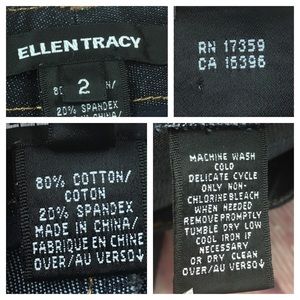 ELLEN TRACY
2
20% SPANDEX
RN 17359
CA 16396
80% COTTON/
COTON
20% SPANDEX
MADE IN CHINA/
FABRIQUE EN CHINE
OVER/AU VERSO↓
MACHINE WASH
COLD
DELICATE CYCLE
ONLY NON-
CHLORINE BLEACH
WHEN NEEDED
REMOVE PROMPTLY
TUMBLE DRY LOW
COOL IRON IF
NECESSARY
OR DRY CLEAN
OVER/AU VERSO↓